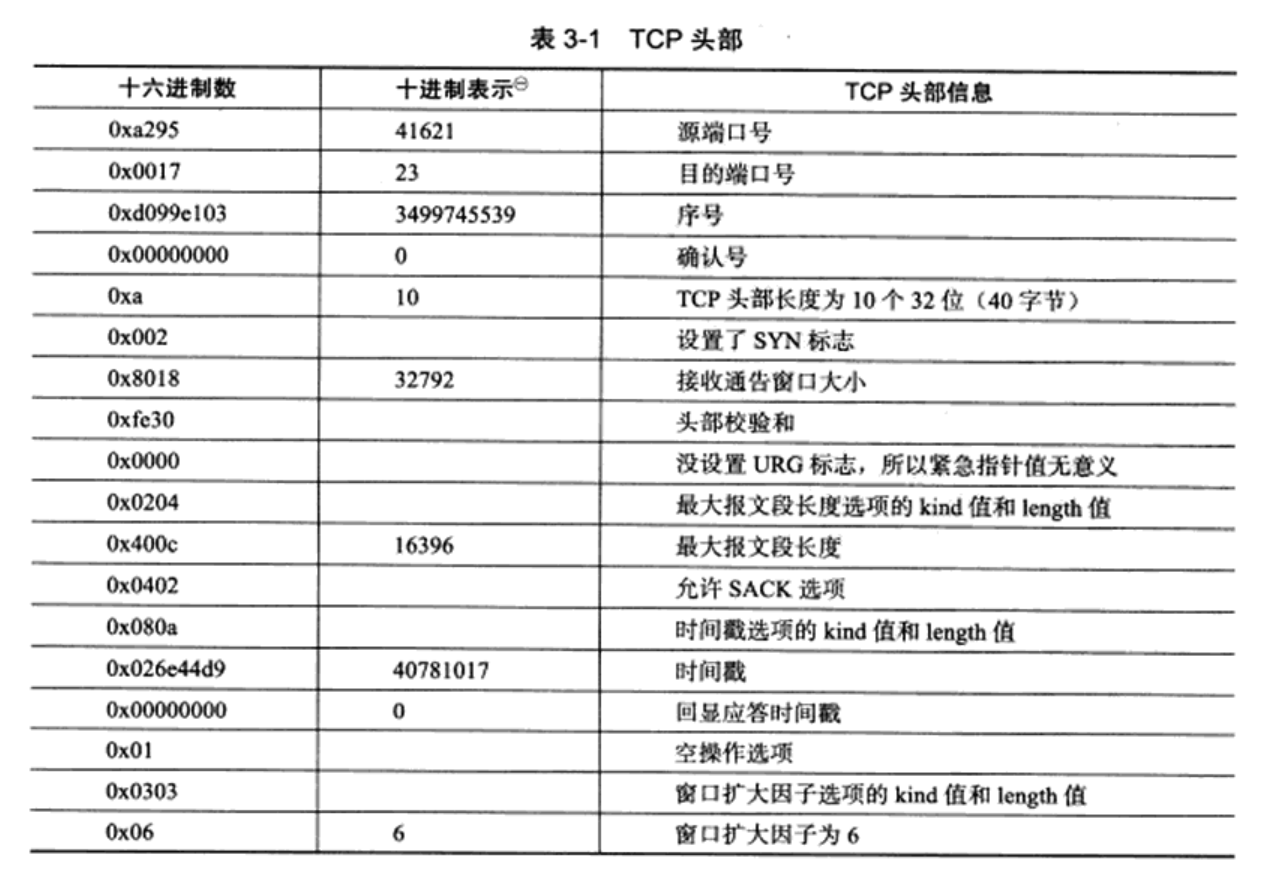 表 3-1 TCP 头部
十六进制数 十进制表示㊀ TCP 头部信息
0xa295 41621 源端口号
0x0017 23 目的端口号
0xd099e103 3499745539 序号
0x00000000 0 确认号
0xa 10 TCP 头部长度为 10 个 32 位（40 字节）
0x002 设置了 SYN 标志
0x8018 32792 接收通告窗口大小
0xfe30 头部校验和
0x0000 没设置 URG 标志，所以紧急指针值无意义
0x0204 最大报文段长度选项的 kind 值和 length 值
0x400c 16396 最大报文段长度
0x0402 允许 SACK 选项
0x080a 时间戳选项的 kind 值和 length 值
0x026e44d9 40781017 时间戳
0x00000000 0 回显应答时间戳
0x01 空操作选项
0x0303 窗口扩大因子选项的 kind 值和 length 值
0x06 6 窗口扩大因子为 6